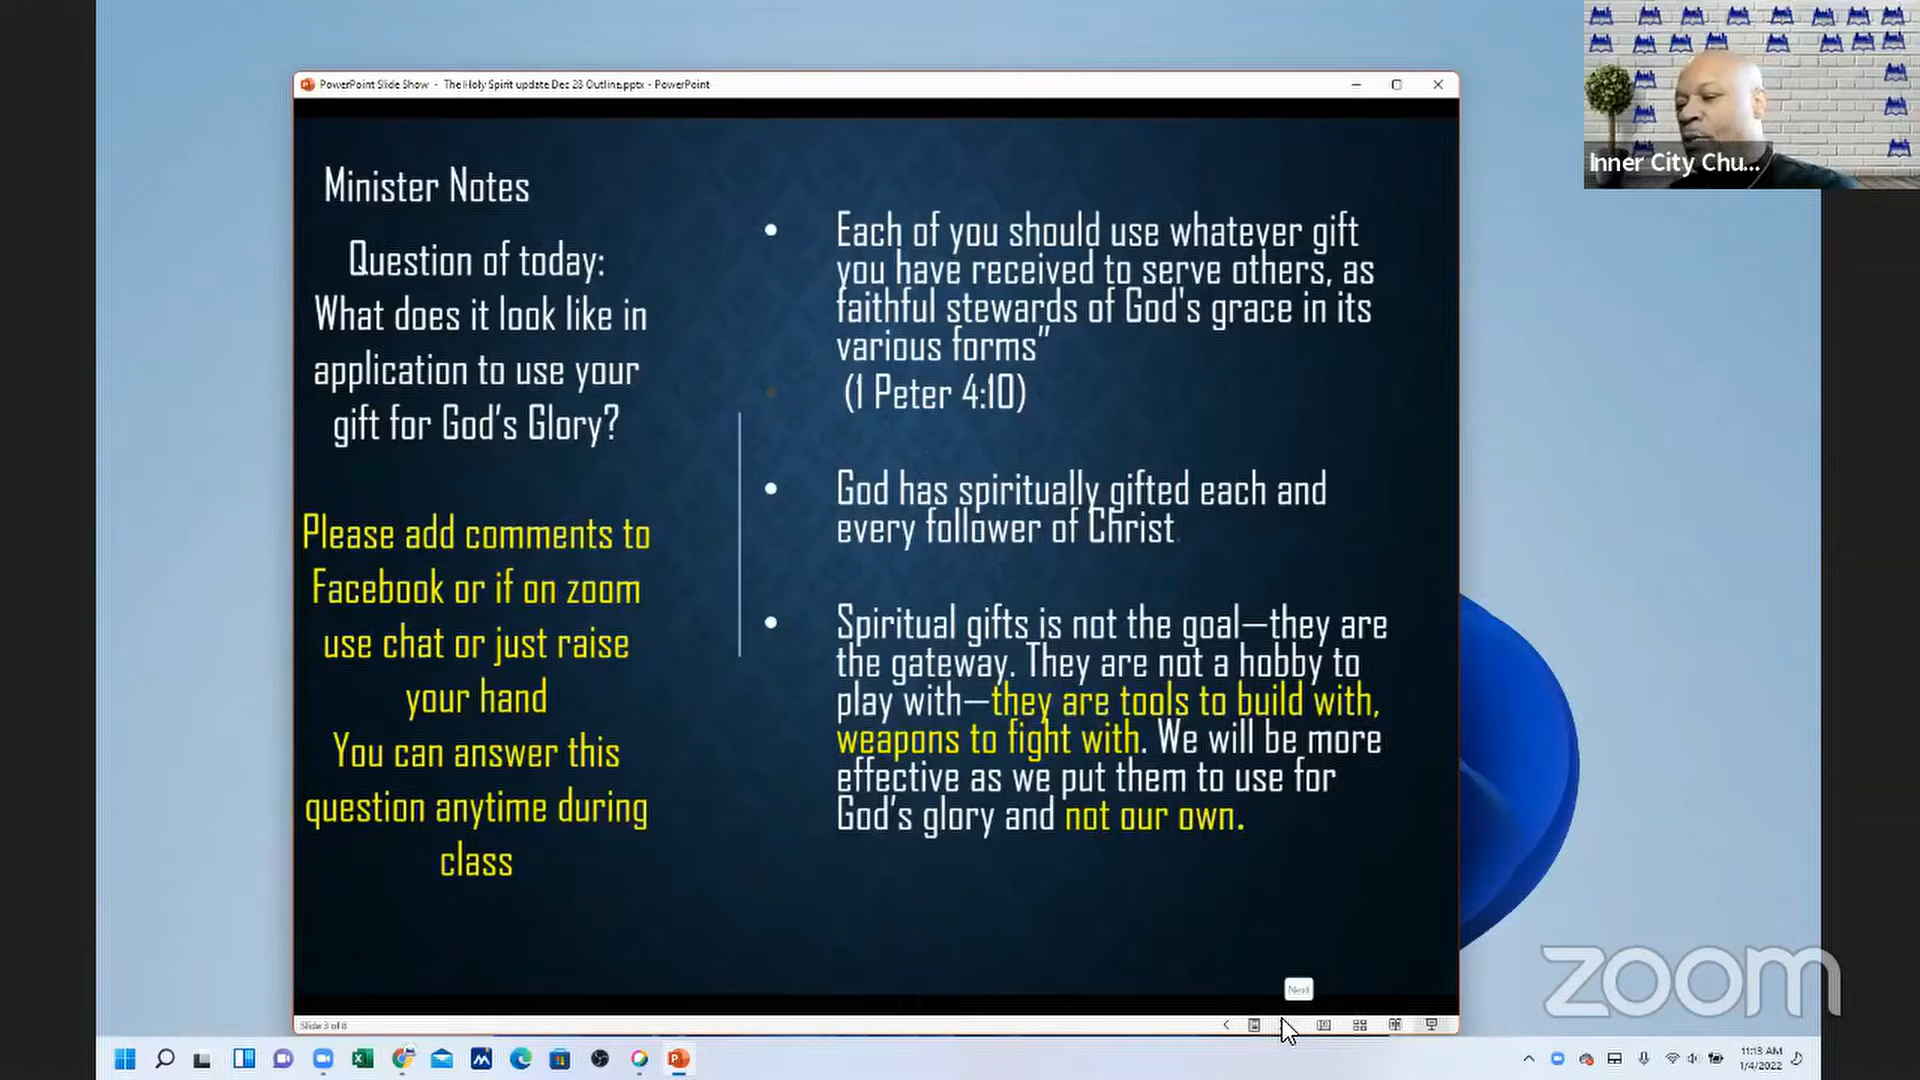 PowerPoint Slide Show - The Holy Spirit update Dec 28 Outline.pptx - PowerPoint
Inner City Chu...
Minister Notes
Question of today:
What does it look like in
application to use your
gift for God's Glory?
Please add comments to
Facebook or if on zoom
use chat or just raise
your hand
You can answer this
question anytime during
class
Each of you should use whatever gift
you have received to serve others, as
faithful stewards of God's grace in its
various forms”
(1 Peter 4:10)
God has spiritually gifted each and
every follower of Christ.
Spiritual gifts is not the goal—they are
the gateway. They are not a hobby to
play with—they are tools to build with,
weapons to fight with. We will be more
effective as we put them to use for
God's glory and not our own.
Next
Slide 3 of 8
zoom
11:13 AM
1/4/2022